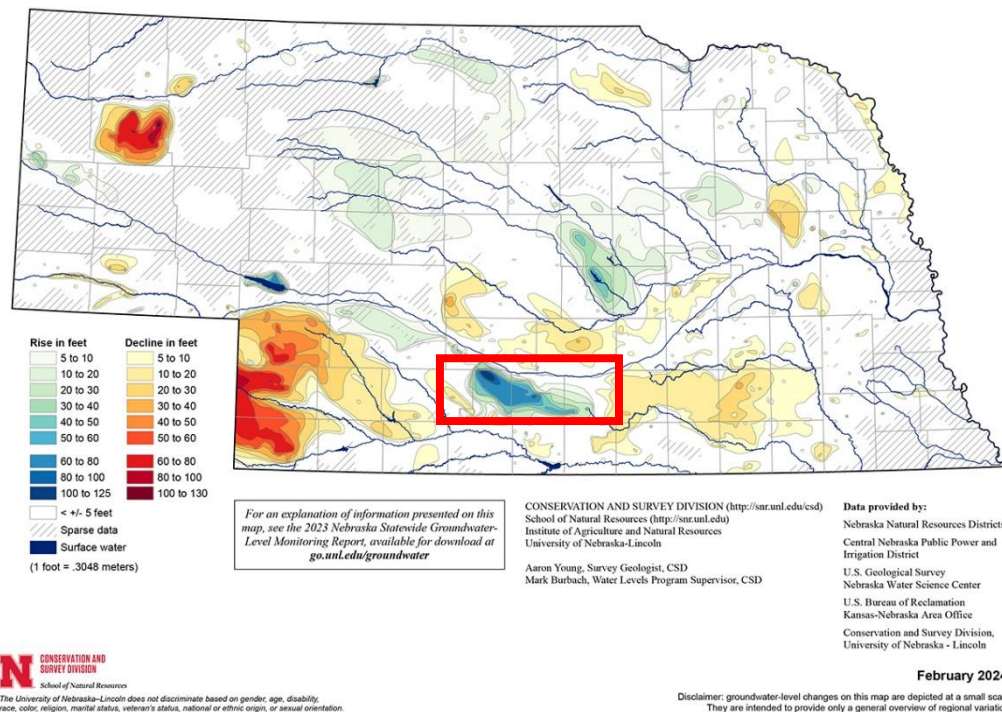 Rise in feet
5 to 10
10 to 20
20 to 30
30 to 40
40 to 50
50 to 60
60 to 80
80 to 100
100 to 125
Decline in feet
5 to 10
10 to 20
20 to 30
30 to 40
40 to 50
50 to 60
60 to 80
80 to 100
100 to 130
< +/- 5 feet
Sparse data
Surface water
(1 foot = .3048 meters)
For an explanation of information presented on this
map, see the 2023 Nebraska Statewide Groundwater-
Level Monitoring Report, available for download at
go.unl.edu/groundwater
CONSERVATION AND SURVEY DIVISION (http://snr.unl.edu/csd)
School of Natural Resources (http://snr.unl.edu)
Institute of Agriculture and Natural Resources
University of Nebraska-Lincoln
Aaron Young, Survey Geologist, CSD
Mark Burbach, Water Levels Program Supervisor, CSD
Data provided by:
Nebraska Natural Resources Districts
Central Nebraska Public Power and
Irrigation District
U.S. Geological Survey
Nebraska Water Science Center
U.S. Bureau of Reclamation
Kansas-Nebraska Area Office
Conservation and Survey Division,
University of Nebraska - Lincoln
February 2024
N
CONSERVATION AND
SURVEY DIVISION
School of Natural Resources
The University of Nebraska–Lincoln does not discriminate based on gender, age, disability,
race, color, religion, marital status, veteran's status, national or ethnic origin, or sexual orientation.
Disclaimer: groundwater-level changes on this map are depicted at a small sca
They are intended to provide only a general overview of regional variatio